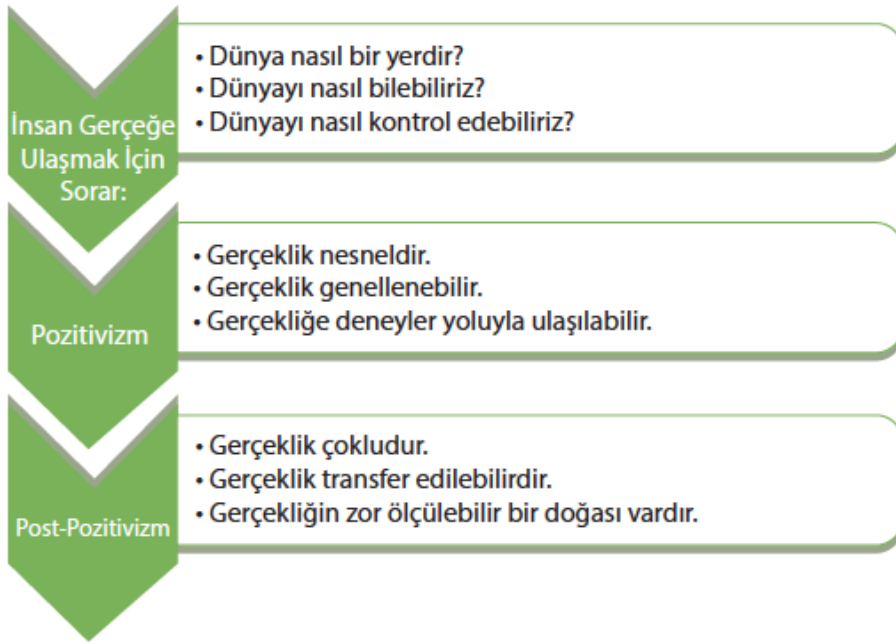 İnsan Gerçeğe
Ulaşmak İçin
Sorar:
• Dünya nasıl bir yerdir?
• Dünyayı nasıl bilebiliriz?
• Dünyayı nasıl kontrol edebiliriz?
Pozitivizm
• Gerçeklik nesneldir.
• Gerçeklik genellenebilir.
• Gerçekliğe deneyler yoluyla ulaşılabilir.
Post-Pozitivizm
• Gerçeklik çokludur.
• Gerçeklik transfer edilebilirdir.
• Gerçekliğin zor ölçülebilir bir doğası vardır.